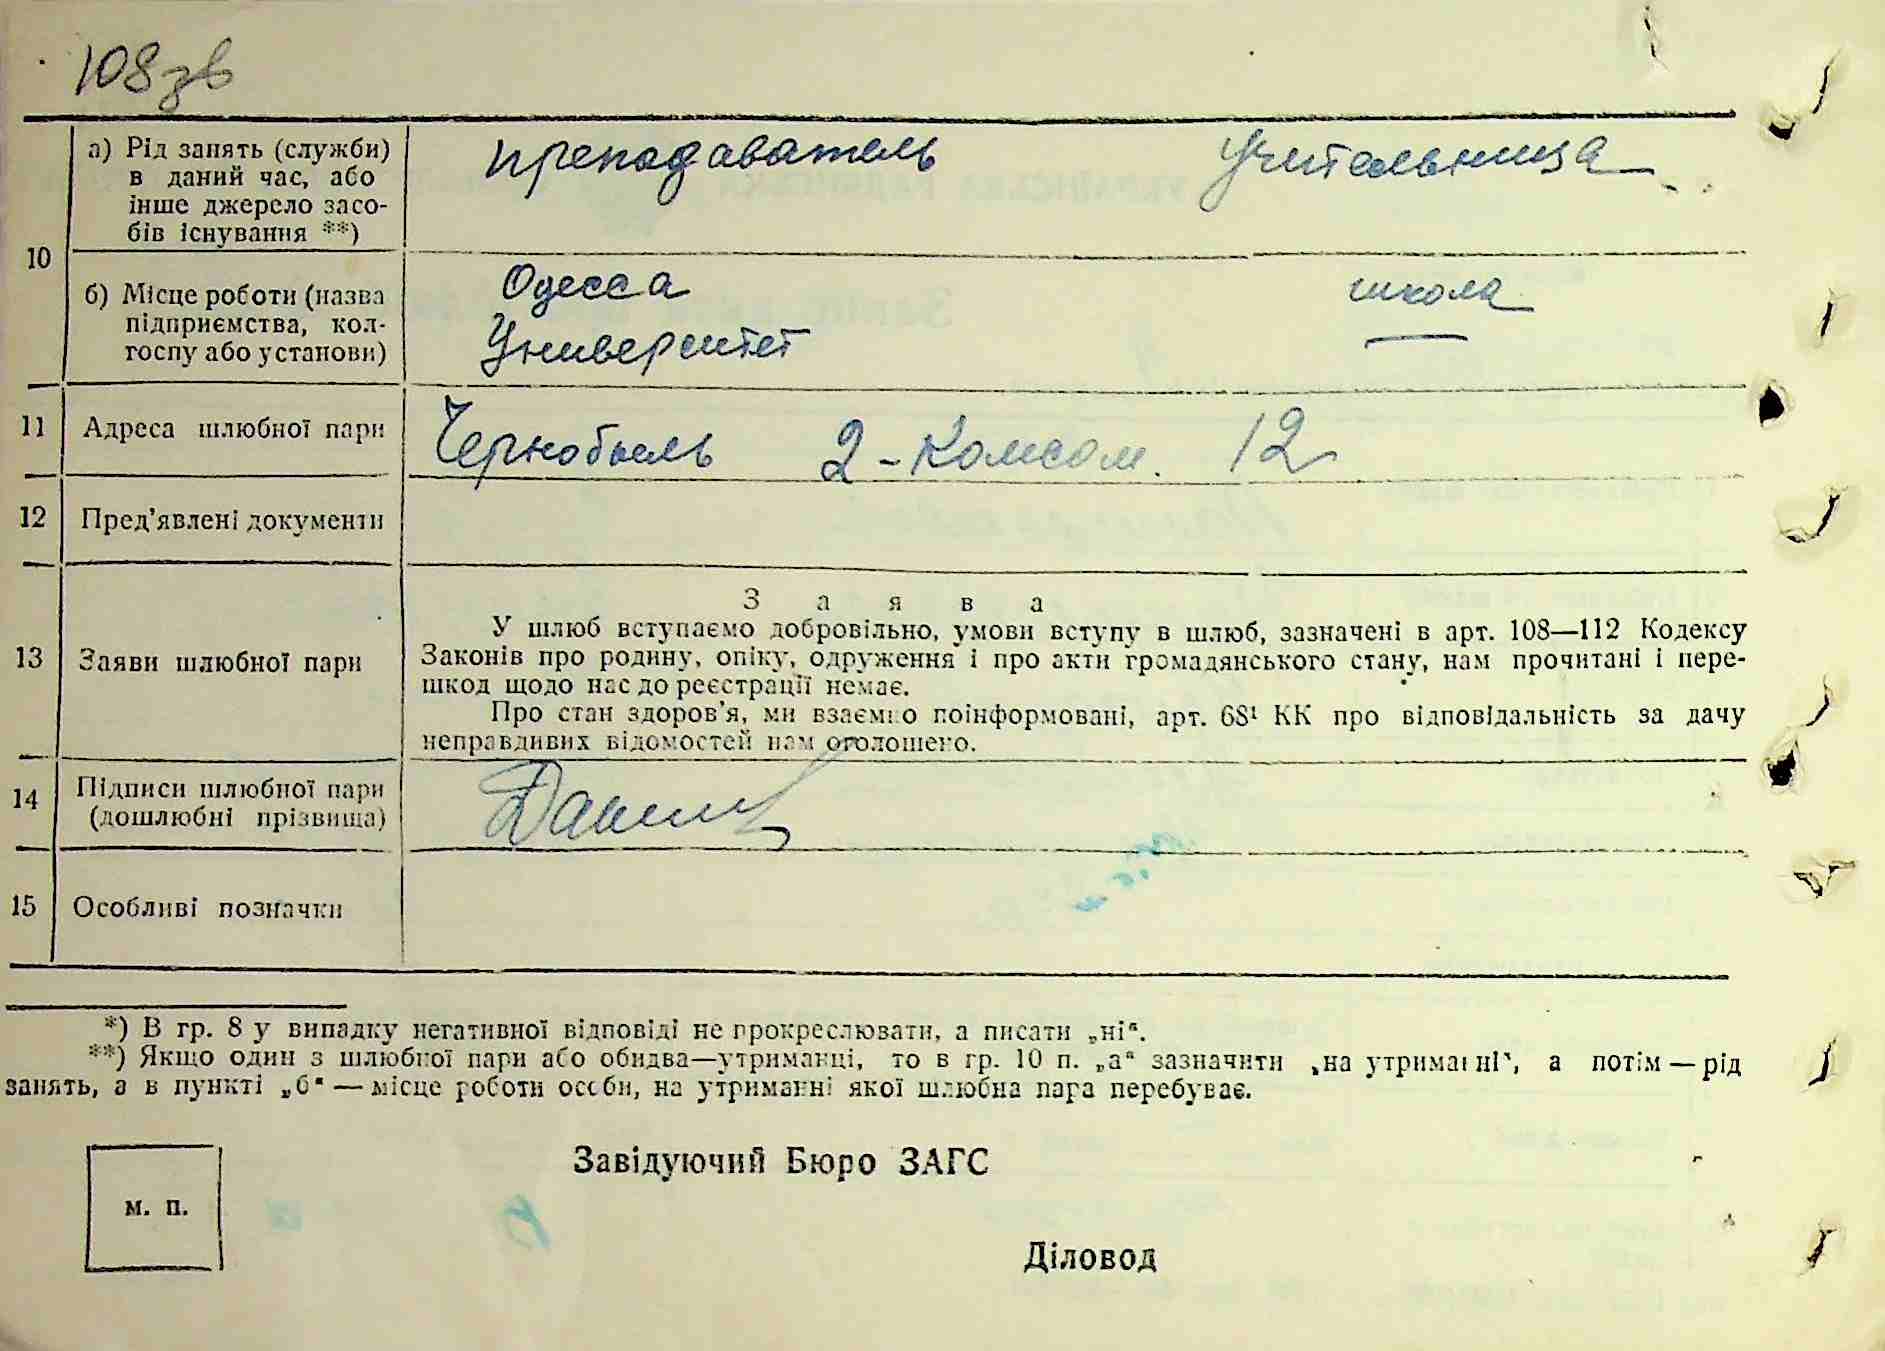 108зв
10
а) Рід занять (служби)
в даний час, або
інше джерело засо-
бів існування **)
преподаватель
Учительница
б) Місце роботи (назва
підприємства, кол-
госпу або установи)
Одесса
Университет
школа
11
Адреса шлюбної пари
Чернобыль 2-Комсом. 12
12
Пред’явлені документи
13
Заяви шлюбної пари
Заява
У шлюб вступаємо добровільно, умови вступу в шлюб, зазначені в арт. 108—112 Кодексу
Законів про родину, опіку, одруження і про акти громадянського стану, нам прочитані і пере-
шкод щодо нас до реєстрації немає.
Про стан здоров’я, ми взаємно поінформовані, арт. 68¹ КК про відповідальність за дачу
неправдивих відомостей нам оголошено.
14
Підписи шлюбної пари
(дошлюбні прізвища)
15
Особливі позначки
*) В гр. 8 у випадку негативної відповіді не прокреслювати, а писати „ні“.
**) Якщо один з шлюбної пари або обидва—утриманці, то в гр. 10 п. „а“ зазначити „на утриманні“, а потім — рід
занять, а в пункті „б“ — місце роботи особи, на утриманні якої шлюбна пара перебуває.
Завідуючий Бюро ЗАГС
м. п.
Діловод